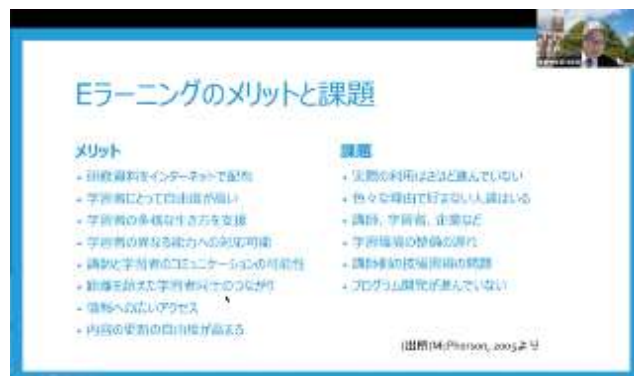 Eラーニングのメリットと課題
メリット
・研修資料をインターネットで配布
・学習者にとって自由度が高い
・学習者の多様な生き方を支援
・学習者の異なる能力への対応可能
・講師と学習者のコミュニケーションの可能性
・距離を超えた学習者同士のつながり
・情報への広いアクセス
・内容の更新の自由度が高まる
課題
・実際の利用はさほど進んでいない
・色々な理由で好まない人達はいる
・講師、学習者、企業など
・学習環境の整備の遅れ
・講師側の技術
・プログラム開発が進んでいない
(出所)McPherson, 2005より